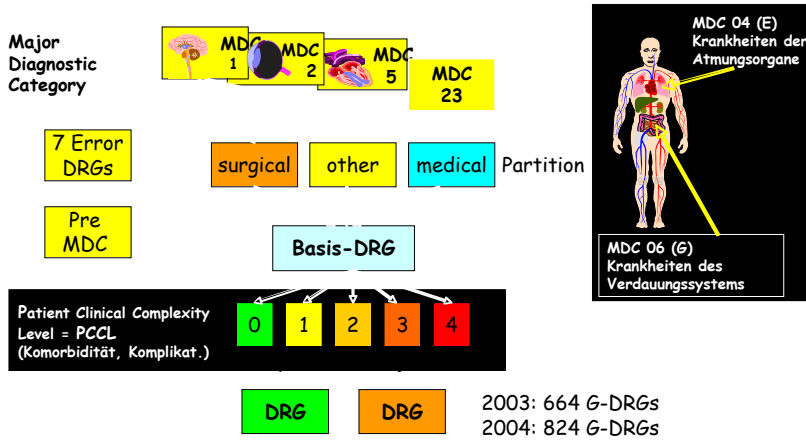 Major
Diagnostic
Category
MDC
1
MDC
2
MDC
5
MDC
23
MDC 04 (E)
Krankheiten der
Atmungsorgane
7 Error
DRGs
surgical
other
medical
Partition
Pre
MDC
Basis-DRG
MDC 06 (G)
Krankheiten des
Verdauungssystems
Patient Clinical Complexity
Level = PCCL
(Komorbidität, Komplikat.)
0
1
2
3
4
DRG
DRG
2003: 664 G-DRGs
2004: 824 G-DRGs